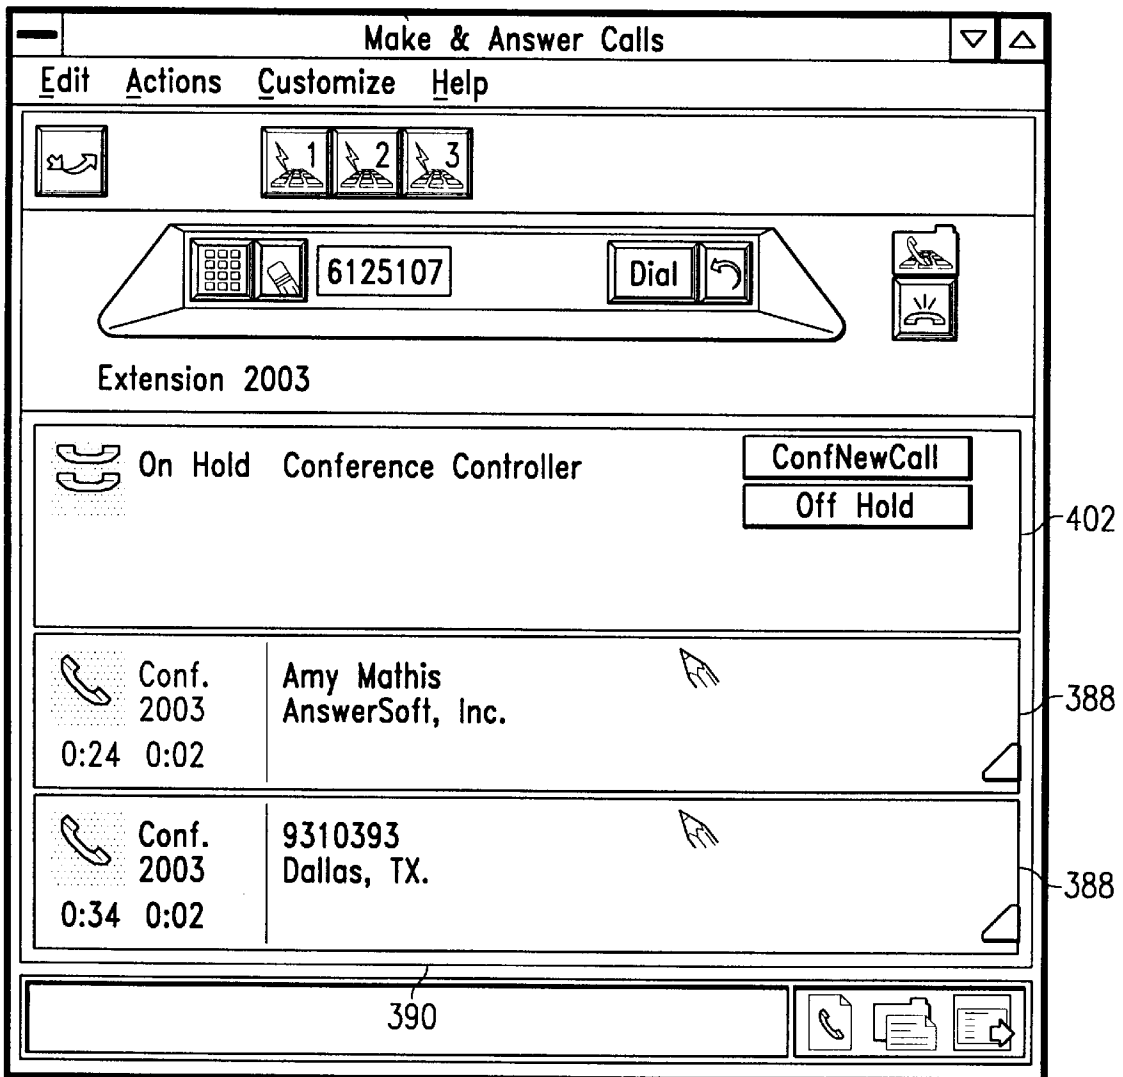 Make & Answer Calls
Edit Actions Customize Help
1 2 3
6125107 Dial
Extension 2003
On Hold Conference Controller ConfNewCall
Off Hold
402
Conf. Amy Mathis
2003 AnswerSoft, Inc.
388
0:24 0:02
Conf. 9310393
2003 Dallas, TX.
388
0:34 0:02
390